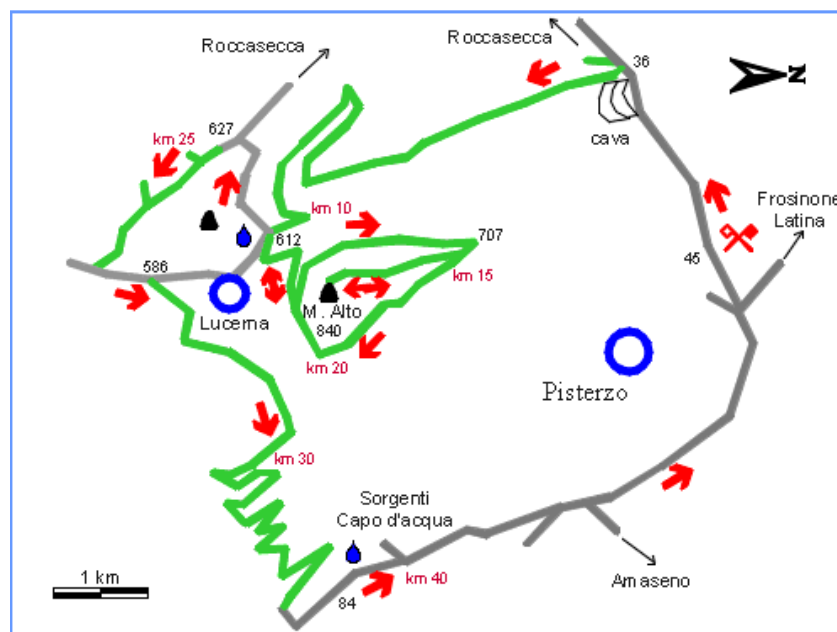 Roccasecca
Roccasecca
36
N
cava
627
km 25
Frosinone
Latina
km 10
612
707
45
586
km 15
M. Alto
840
Lucerna
km 20
Pisterzo
km 30
Sorgenti
Capo d'acqua
1 km
84
km 40
Amaseno